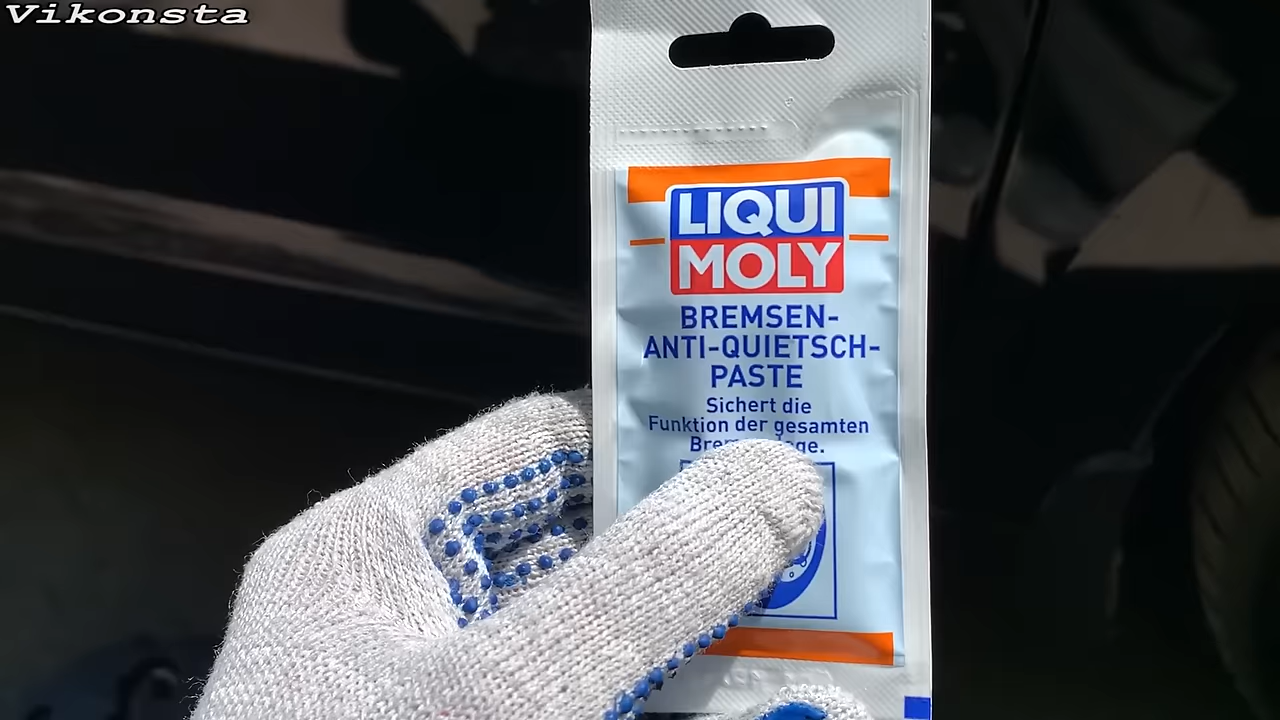 Vikonsta
LIQUI
MOLY
BREMSEN-
ANTI-QUIETSCH-
PASTE
Sichert die
Funktion der gesamten